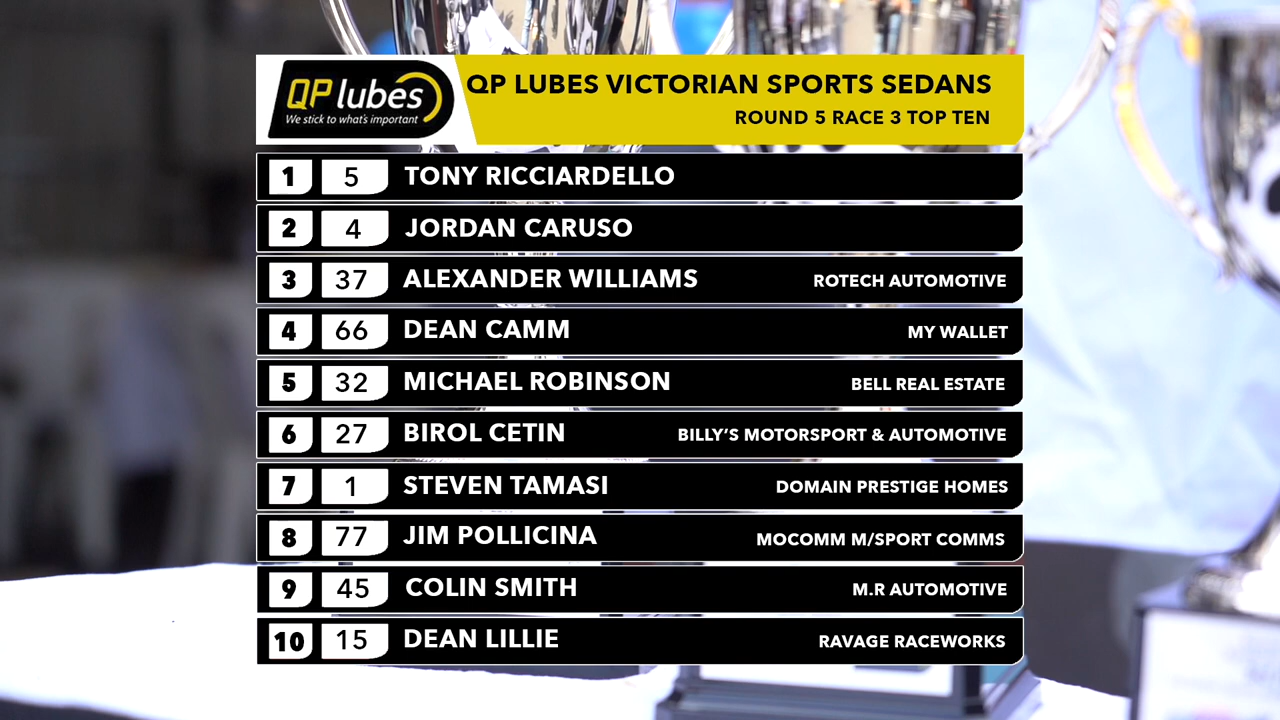 QP lubes
We stick to what's important
QP LUBES VICTORIAN SPORTS SEDANS
ROUND 5 RACE 3 TOP TEN
1 5 TONY RICCIARDELLO
2 4 JORDAN CARUSO
3 37 ALEXANDER WILLIAMS ROTECH AUTOMOTIVE
4 66 DEAN CAMM MY WALLET
5 32 MICHAEL ROBINSON BELL REAL ESTATE
6 27 BIROL CETIN BILLY'S MOTORSPORT & AUTOMOTIVE
7 1 STEVEN TAMASI DOMAIN PRESTIGE HOMES
8 77 JIM POLLICINA MOCOMM M/SPORT COMMS
9 45 COLIN SMITH M.R AUTOMOTIVE
10 15 DEAN LILLIE RAVAGE RACEWORKS